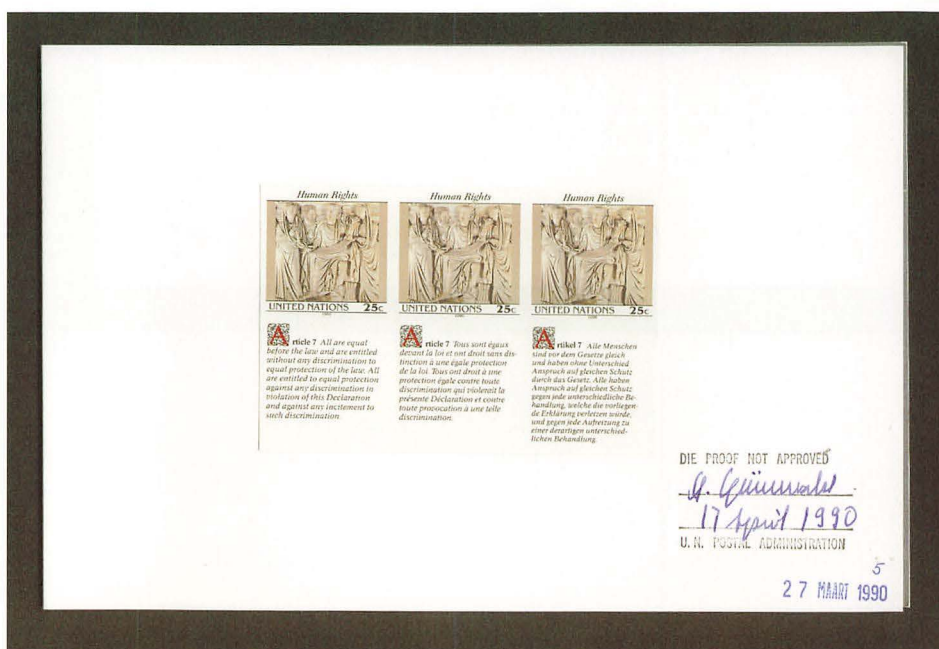 Human Rights
UNITED NATIONS 25c
1990
Article 7 All are equal
before the law and are entitled
without any discrimination to
equal protection of the law. All
are entitled to equal protection
against any discrimination in
violation of this Declaration
and against any incitement to
such discrimination.
Human Rights
UNITED NATIONS 25c
1990
Article 7 Tous sont égaux
devant la loi et ont droit sans dis-
tinction à une égale protection
de la loi. Tous ont droit à une
protection égale contre toute
discrimination qui violerait la
présente Déclaration et contre
toute provocation à une telle
discrimination.
Human Rights
UNITED NATIONS 25c
1990
Artikel 7 Alle Menschen
sind vor dem Gesetze gleich
und haben ohne Unterschied
Anspruch auf gleichen Schutz
durch das Gesetz. Alle haben
Anspruch auf gleichen Schutz
gegen jede unterschiedliche Be-
handlung, welche die vorliegen-
de Erklärung verletzen würde,
und gegen jede Aufreizung zu
einer derartigen unterschied-
lichen Behandlung.
DIE PROOF NOT APPROVED
17 April 1990
U.N. POSTAL ADMINISTRATION
5
27 MAART 1990